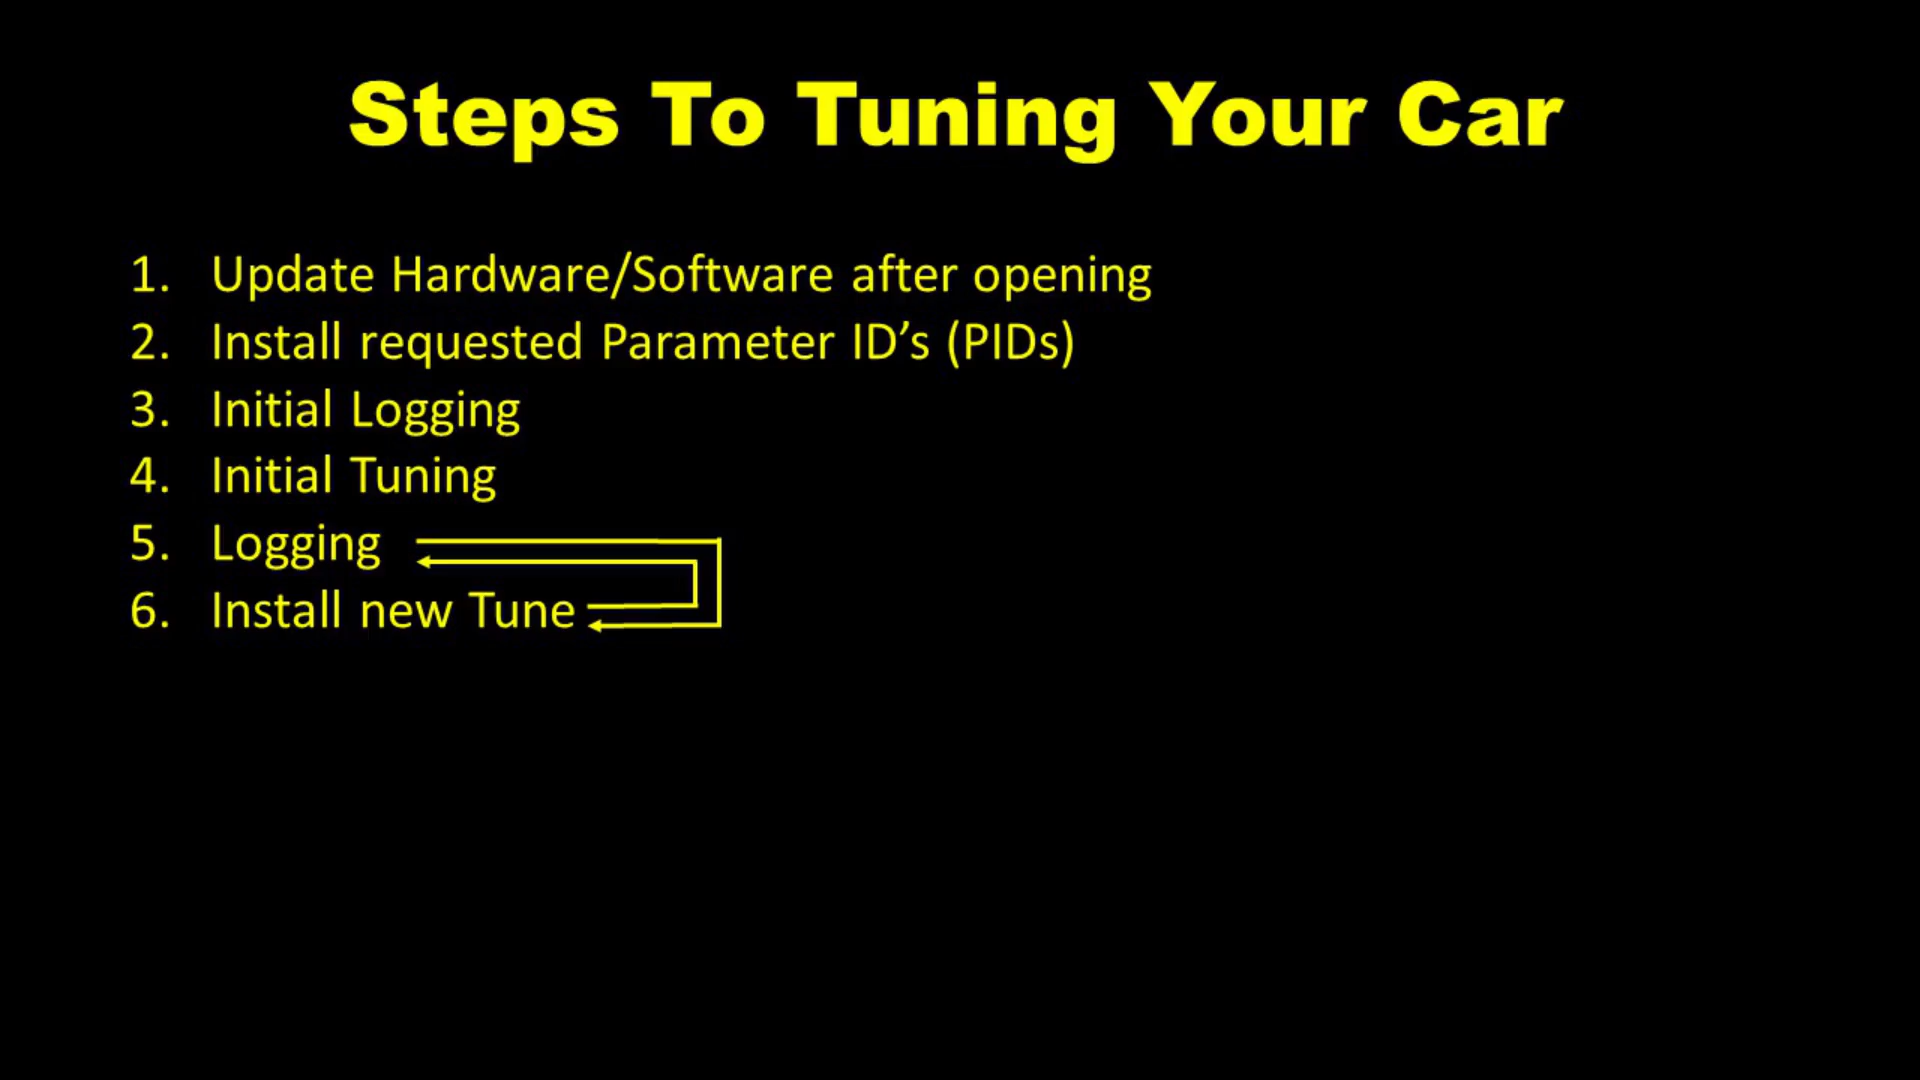 Steps To Tuning Your Car
1. Update Hardware/Software after opening
2. Install requested Parameter ID’s (PIDs)
3. Initial Logging
4. Initial Tuning
5. Logging
6. Install new Tune